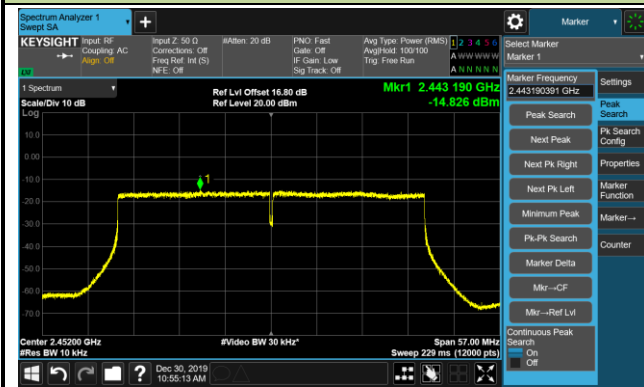 Spectrum Analyzer 1
Swept SA
+
Marker
KEYSIGHT
Input: RF
Coupling: AC
Align: Off
Input Z: 50 Ω
Corrections: Off
Freq Ref: Int (S)
NFE: Off
#Atten: 20 dB
PNO: Fast
Gate: Off
IF Gain: Low
Sig Track: Off
Avg Type: Power (RMS)
Avg|Hold: 100/100
Trig: Free Run
1 2 3 4 5 6
A W W W W W
A N N N N N
LXI
Select Marker
Marker 1
1 Spectrum
Scale/Div 10 dB
Log
Ref Lvl Offset 16.80 dB
Ref Level 20.00 dBm
Mkr1 2.443 190 GHz
-14.826 dBm
10.0
0.00
-10.0
-20.0
-30.0
-40.0
-50.0
-60.0
-70.0
1
Center 2.45200 GHz
#Res BW 10 kHz
#Video BW 30 kHz*
Span 57.00 MHz
Sweep 229 ms (12000 pts)
Marker Frequency
2.443190391 GHz
Peak Search
Next Peak
Next Pk Right
Next Pk Left
Minimum Peak
Pk-Pk Search
Marker Delta
Mkr→CF
Mkr→Ref Lvl
Continuous Peak
Search
On
Off
Settings
Peak
Search
Pk Search
Config
Properties
Marker
Function
Marker→
Counter
?
Dec 30, 2019
10:55:13 AM